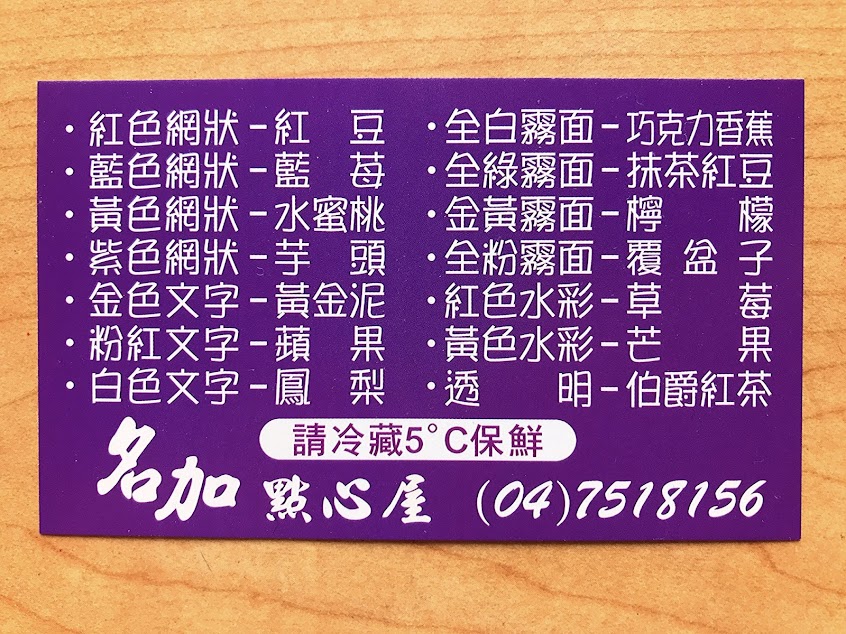 ・紅色網狀－紅豆
・藍色網狀－藍莓
・黃色網狀－水蜜桃
・紫色網狀－芋頭
・金色文字－黃金泥
・粉紅文字－蘋果
・白色文字－鳳梨
・全白霧面－巧克力香蕉
・全綠霧面－抹茶紅豆
・金黃霧面－檸檬
・全粉霧面－覆盆子
・紅色水彩－草莓
・黃色水彩－芒果
・透明－伯爵紅茶
請冷藏5°C保鮮
名加點心屋 (04)7518156